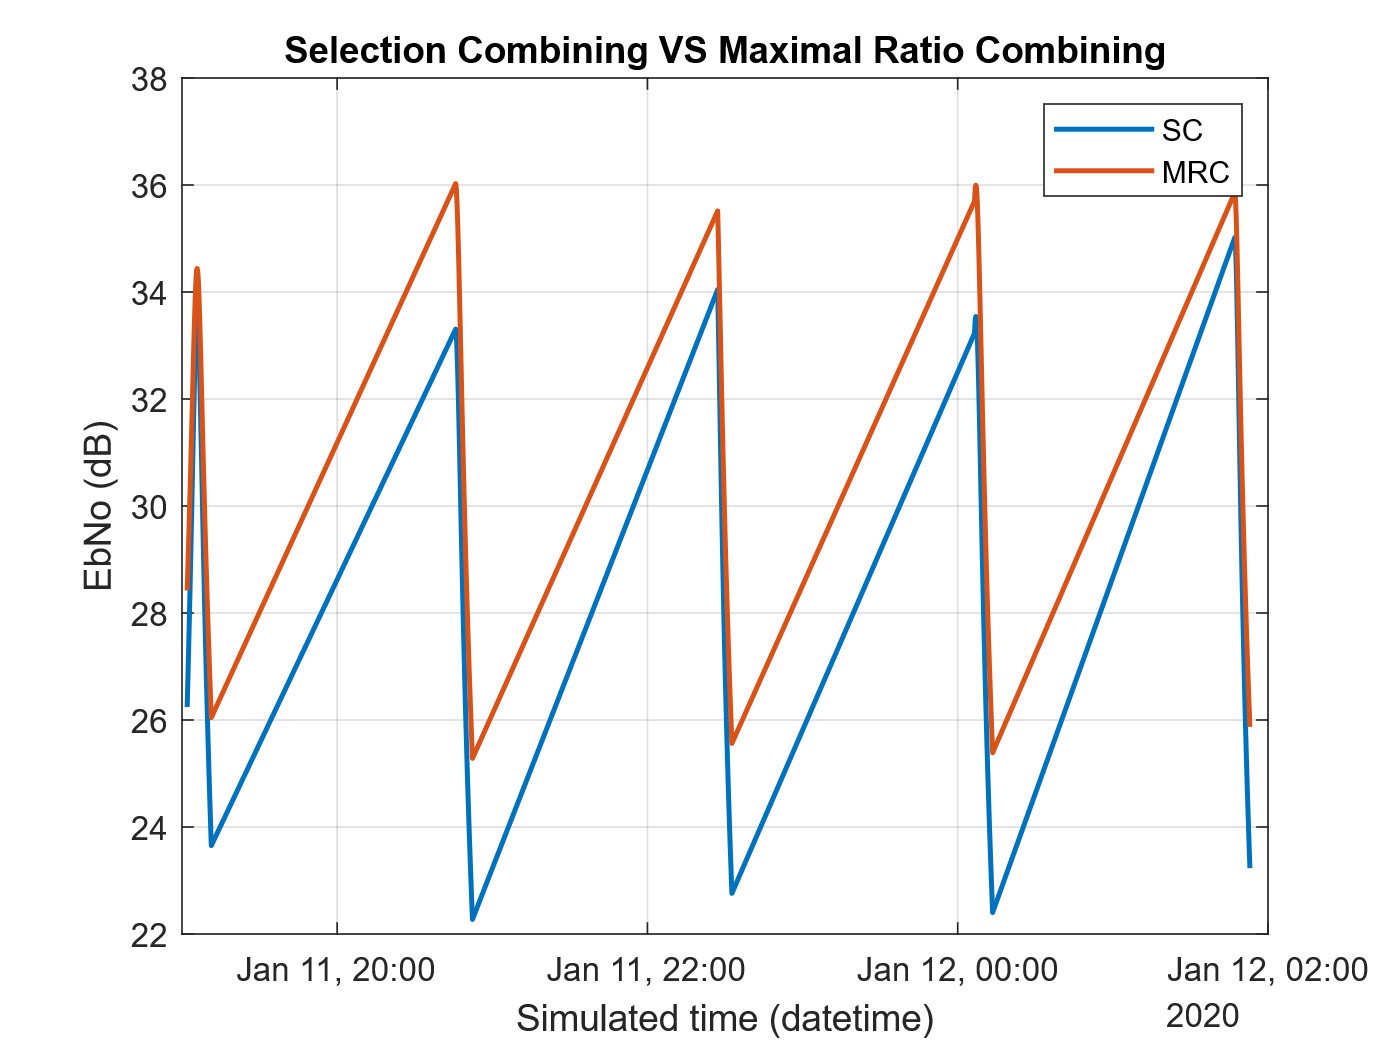 Selection Combining VS Maximal Ratio Combining
38
36
34
32
30
28
26
24
22
EbNo (dB)
SC
MRC
Jan 11, 20:00
Jan 11, 22:00
Jan 12, 00:00
Jan 12, 02:00
2020
Simulated time (datetime)